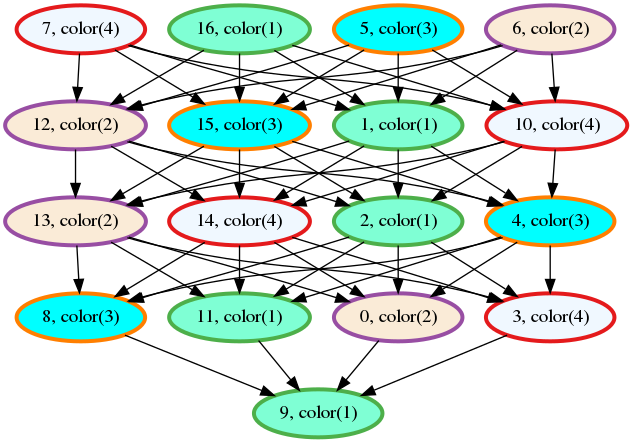 7, color(4)
16, color(1)
5, color(3)
6, color(2)
12, color(2)
15, color(3)
1, color(1)
10, color(4)
13, color(2)
14, color(4)
2, color(1)
4, color(3)
8, color(3)
11, color(1)
0, color(2)
3, color(4)
9, color(1)